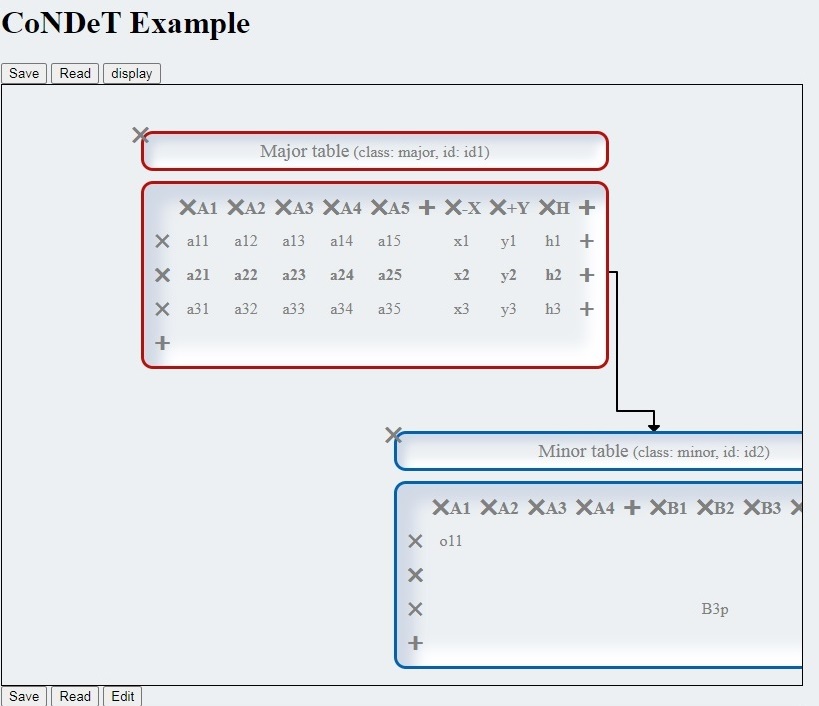 CoNDeT Example
Save Read display
Major table (class: major, id: id1)
A1 A2 A3 A4 A5 + -X +Y H +
a11 a12 a13 a14 a15 x1 y1 h1 +
a21 a22 a23 a24 a25 x2 y2 h2 +
a31 a32 a33 a34 a35 x3 y3 h3 +
+
Minor table (class: minor, id: id2)
A1 A2 A3 A4 + B1 B2 B3
o11
B3p
+
Save Read Edit